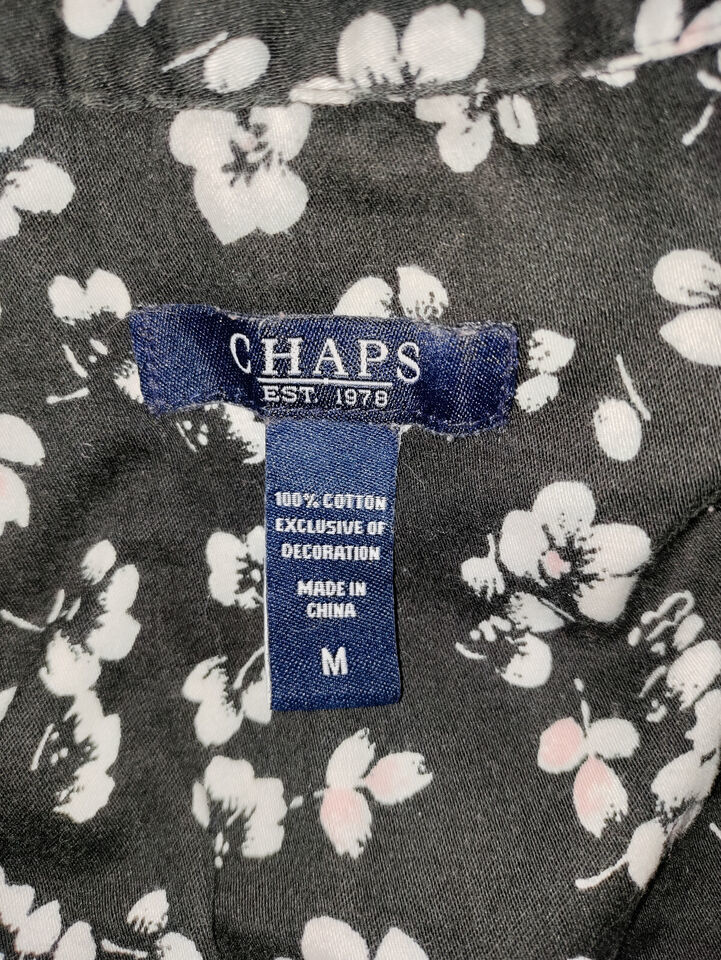 CHAPS
EST. 1978
100% COTTON
EXCLUSIVE OF
DECORATION
MADE IN
CHINA
M